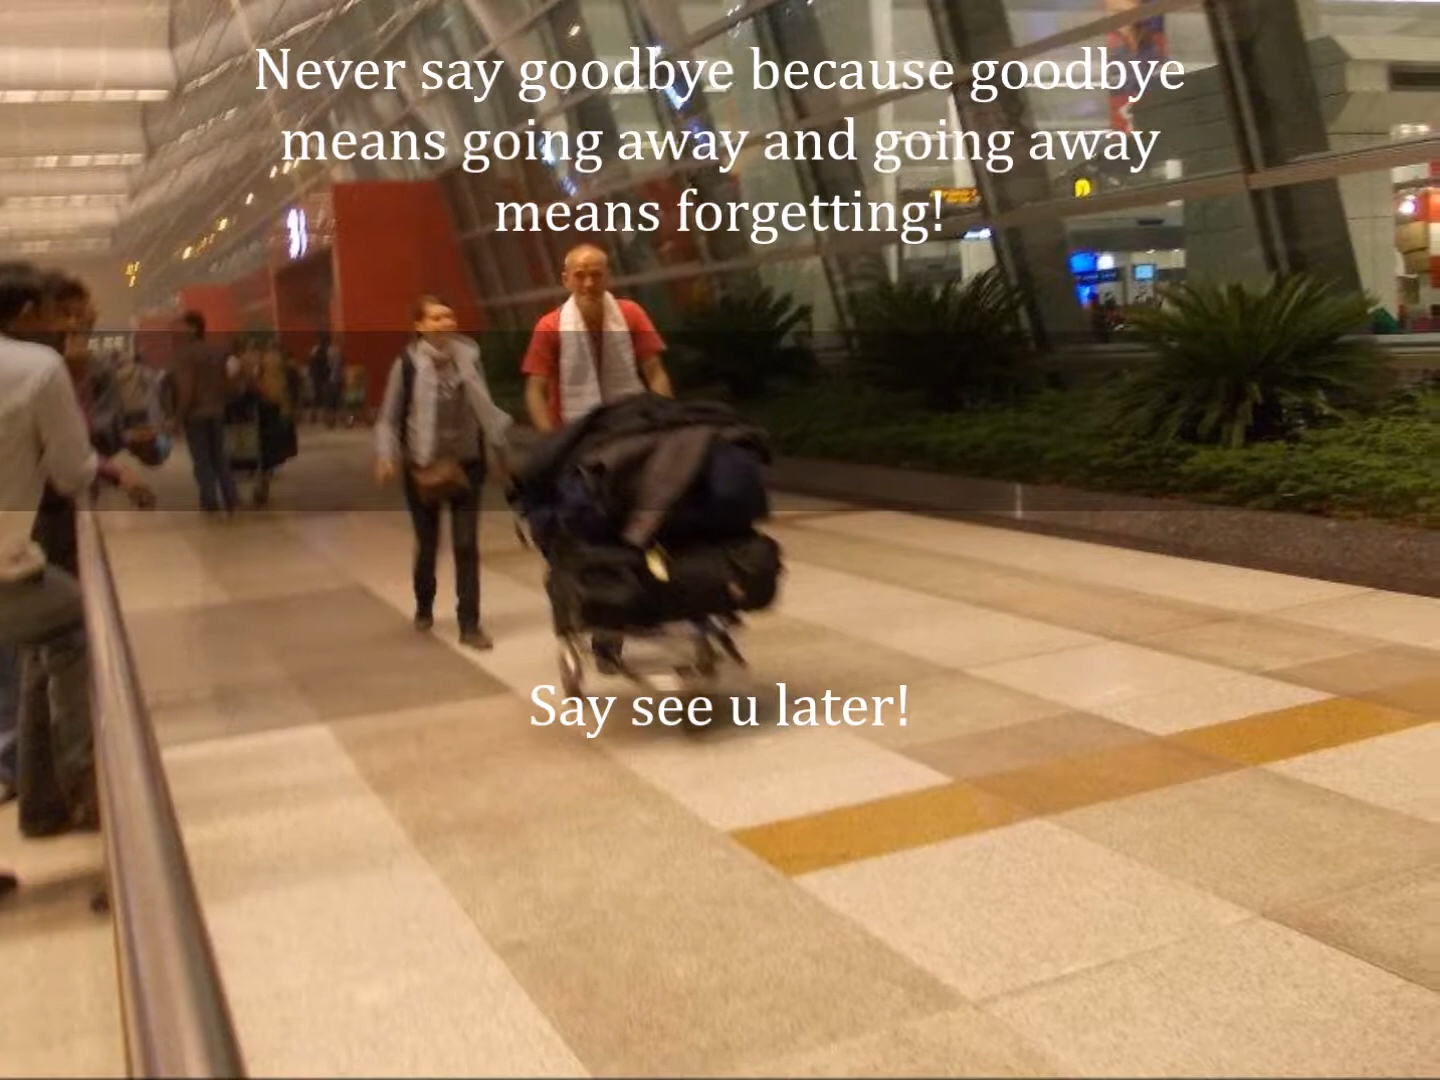 Never say goodbye because goodbye
means going away and going away
means forgetting!
Say see u later!